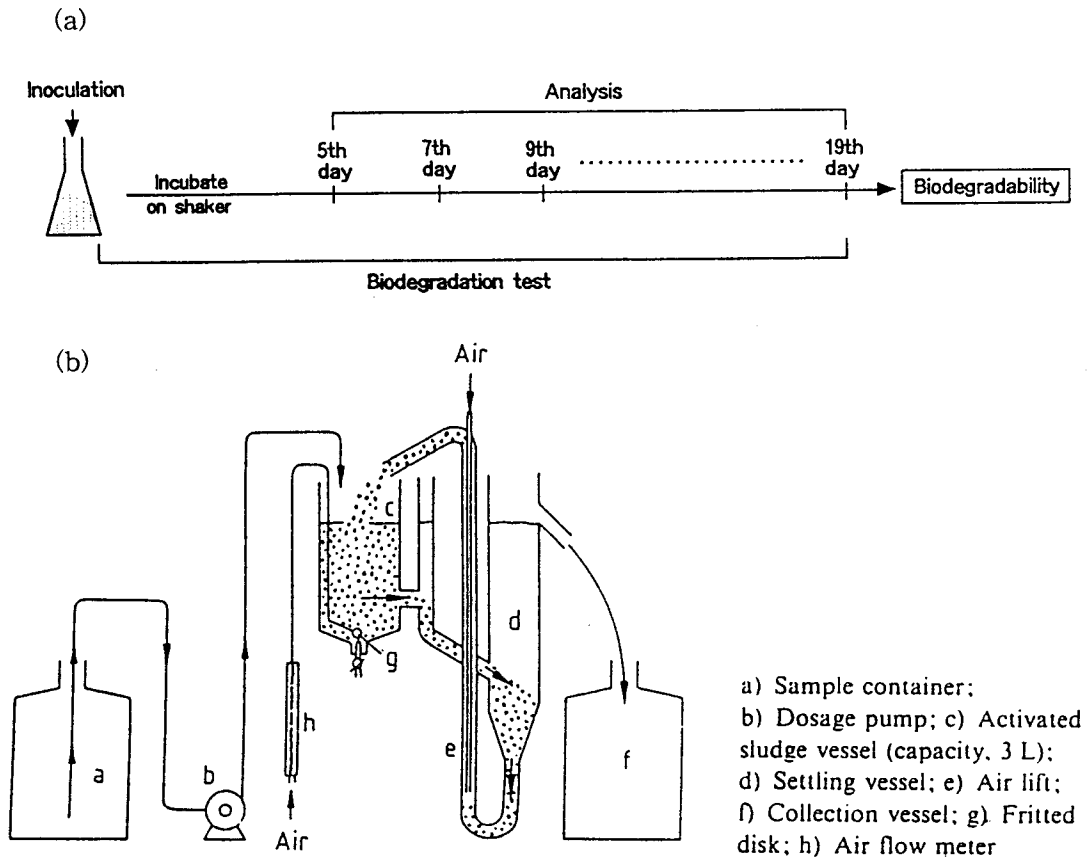 (a)
Inoculation
Analysis
5th day
7th day
9th day
19th day
Incubate on shaker
Biodegradability
Biodegradation test
(b)
Air
c
d
g
h
e
a
b
f
Air
a) Sample container;
b) Dosage pump; c) Activated
sludge vessel (capacity, 3 L);
d) Settling vessel; e) Air lift;
f) Collection vessel; g) Fritted
disk; h) Air flow meter